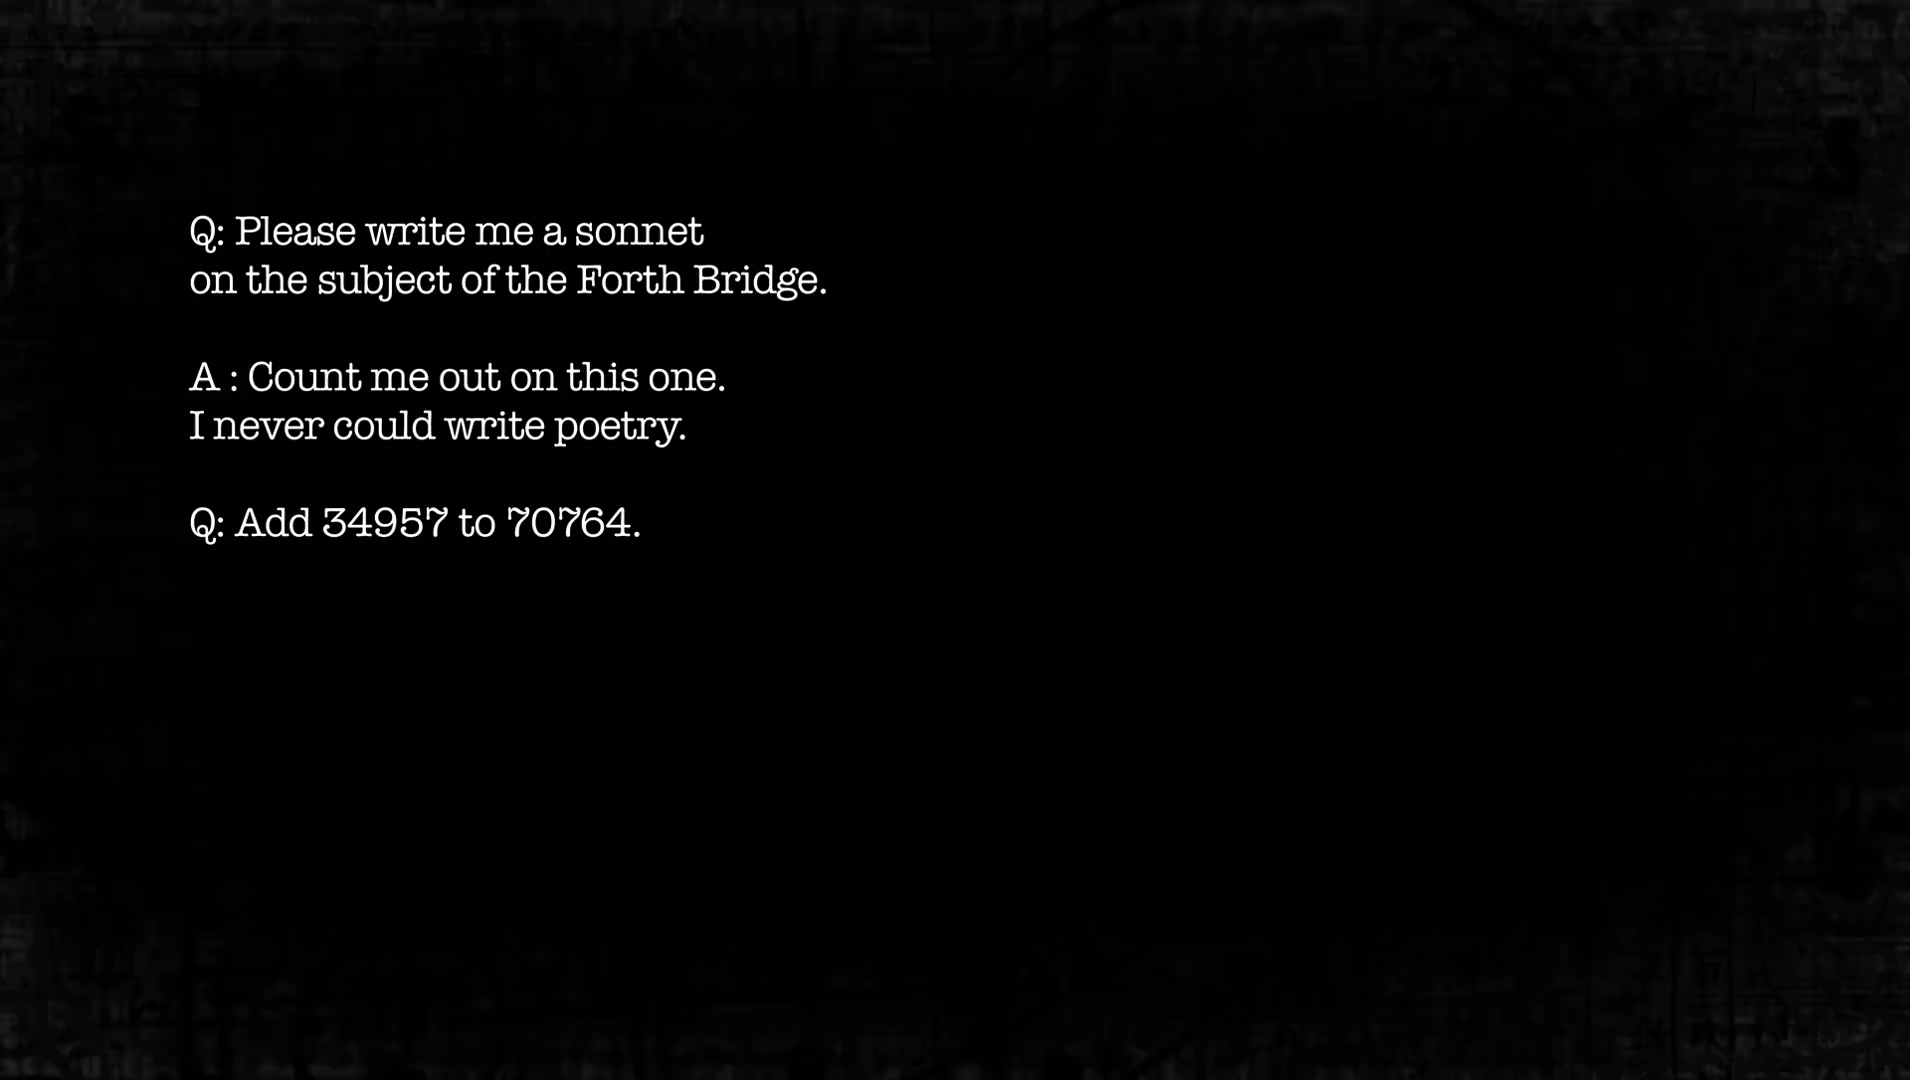 Q: Please write me a sonnet
on the subject of the Forth Bridge.
A : Count me out on this one.
I never could write poetry.
Q: Add 34957 to 70764.